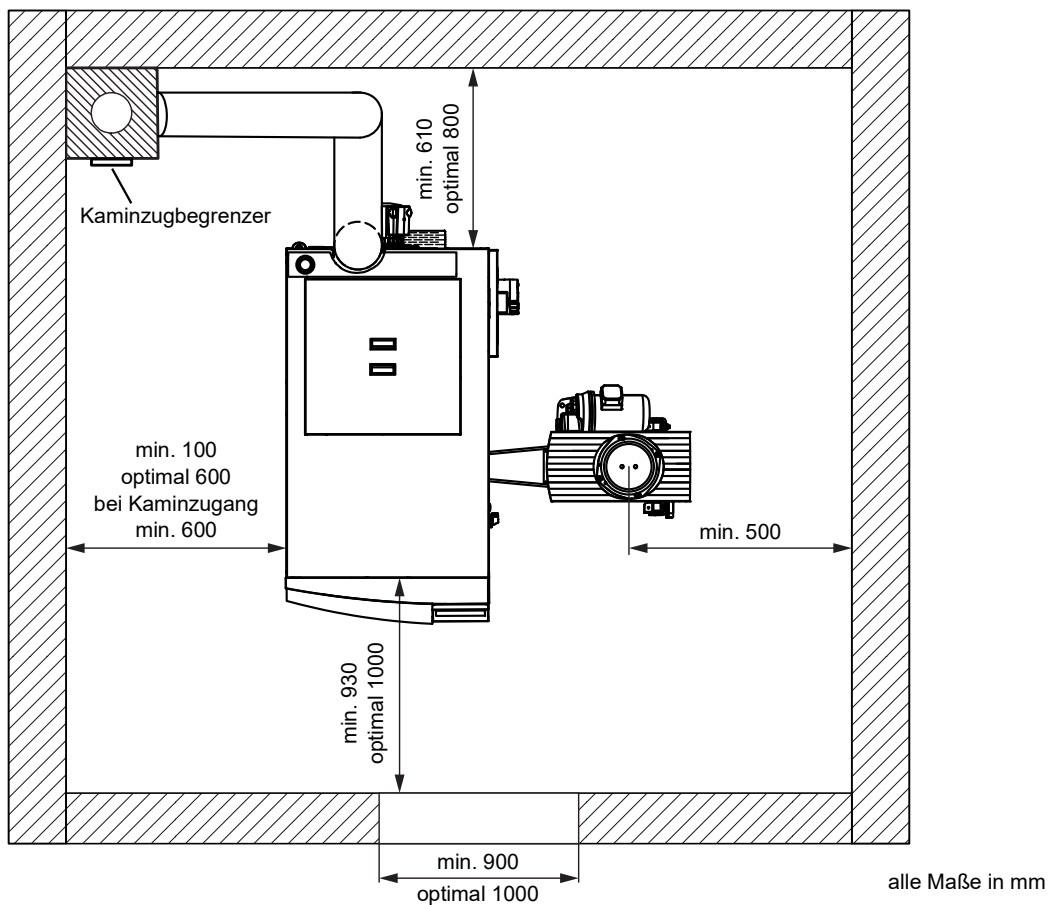 min. 610
optimal 800
Kaminzugbegrenzer
min. 100
optimal 600
bei Kaminzugang
min. 600
min. 500
min. 930
optimal 1000
min. 900
optimal 1000
alle Maße in mm